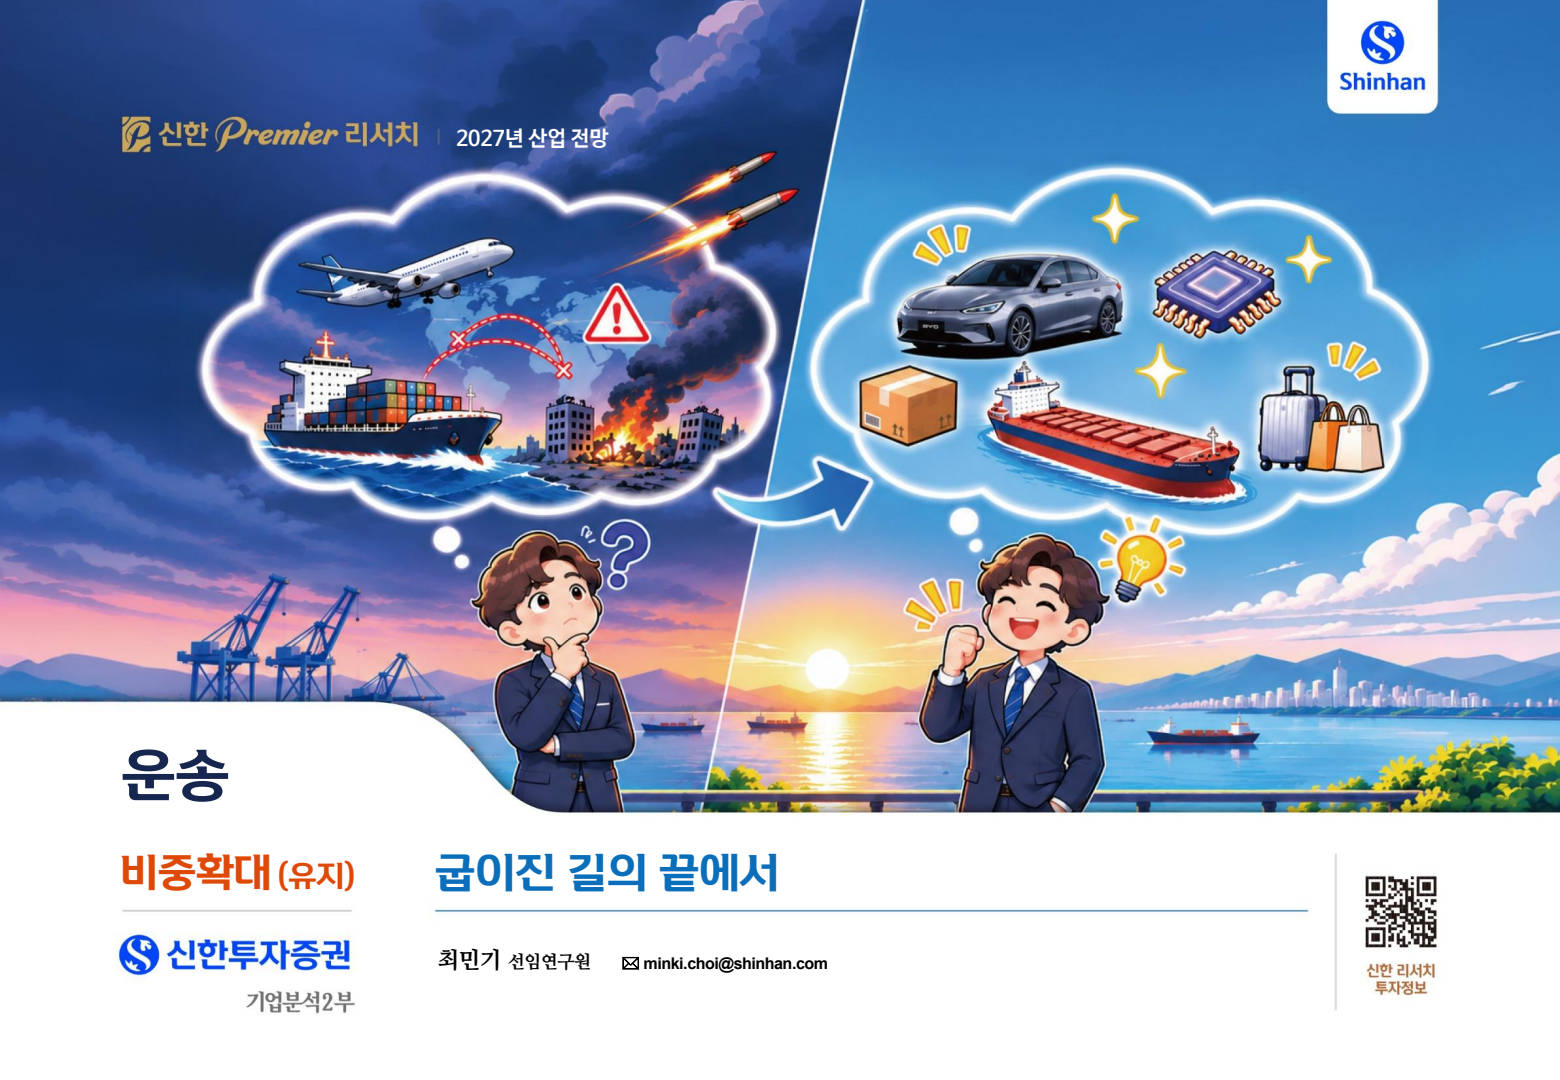 신한 Premier 리서치 | 2027년 산업 전망
Shinhan
BYD
운송
비중확대 (유지)
굽이진 길의 끝에서
신한투자증권
기업분석2부
최민기 선임연구원 minki.choi@shinhan.com
신한 리서치
투자정보